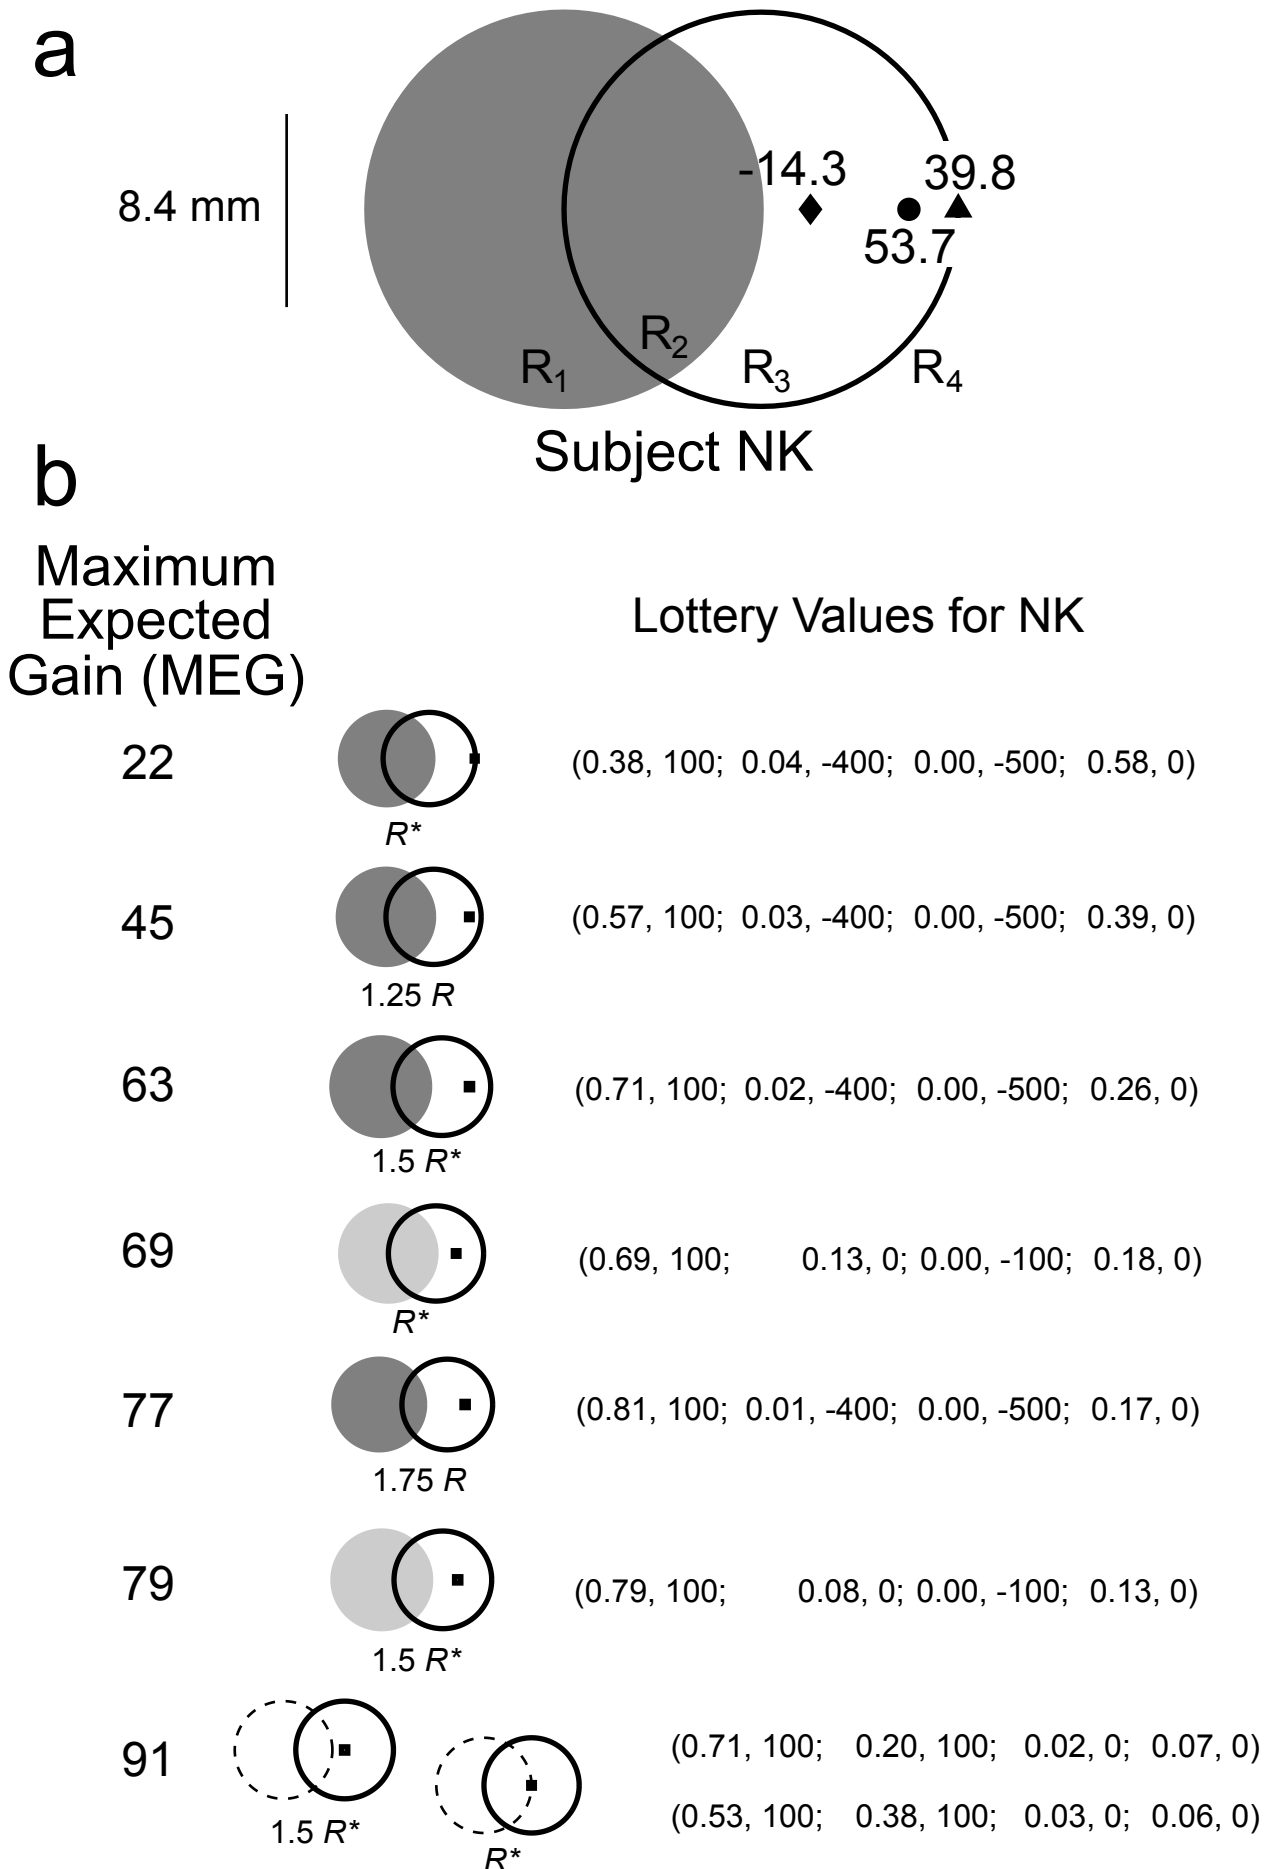 a
8.4 mm
-14.3
39.8
53.7
R2
R1
R3
R4
Subject NK
b
Maximum
Expected
Gain (MEG)
Lottery Values for NK
22
(0.38, 100; 0.04, -400; 0.00, -500; 0.58, 0)
R*
45
(0.57, 100; 0.03, -400; 0.00, -500; 0.39, 0)
1.25 R
63
(0.71, 100; 0.02, -400; 0.00, -500; 0.26, 0)
1.5 R*
69
(0.69, 100; 0.13, 0; 0.00, -100; 0.18, 0)
R*
77
(0.81, 100; 0.01, -400; 0.00, -500; 0.17, 0)
1.75 R
79
(0.79, 100; 0.08, 0; 0.00, -100; 0.13, 0)
1.5 R*
91
(0.71, 100; 0.20, 100; 0.02, 0; 0.07, 0)
1.5 R*
(0.53, 100; 0.38, 100; 0.03, 0; 0.06, 0)
R*